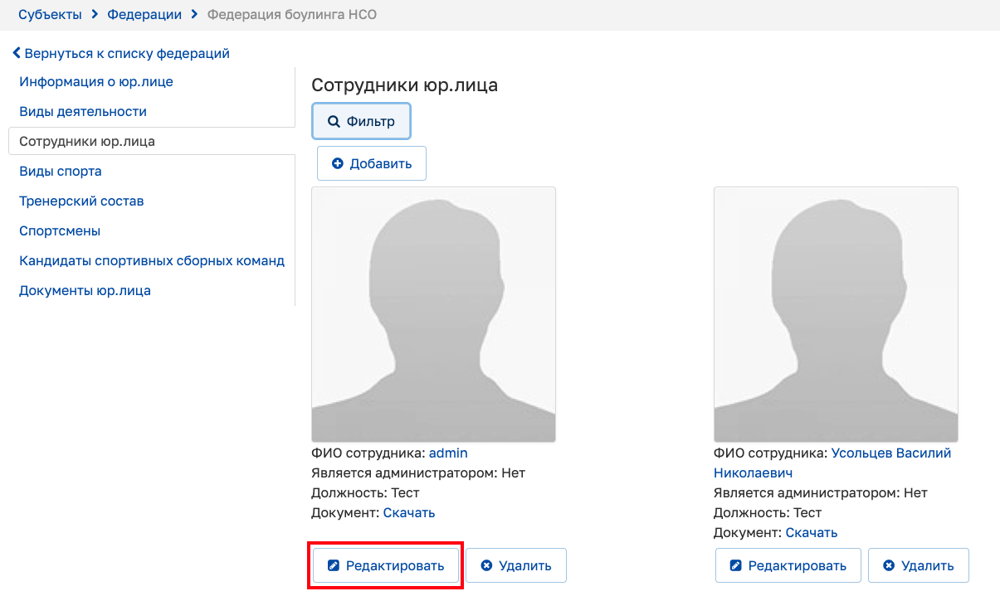 Субъекты > Федерации > Федерация боулинга НСО
Вернуться к списку федераций
Информация о юр.лице
Виды деятельности
Сотрудники юр.лица
Виды спорта
Тренерский состав
Спортсмены
Кандидаты спортивных сборных команд
Документы юр.лица
Сотрудники юр.лица
Фильтр
Добавить
ФИО сотрудника: admin
Является администратором: Нет
Должность: Тест
Документ: Скачать
Редактировать
Удалить
ФИО сотрудника: Усольцев Василий
Николаевич
Является администратором: Нет
Должность: Тест
Документ: Скачать
Редактировать
Удалить